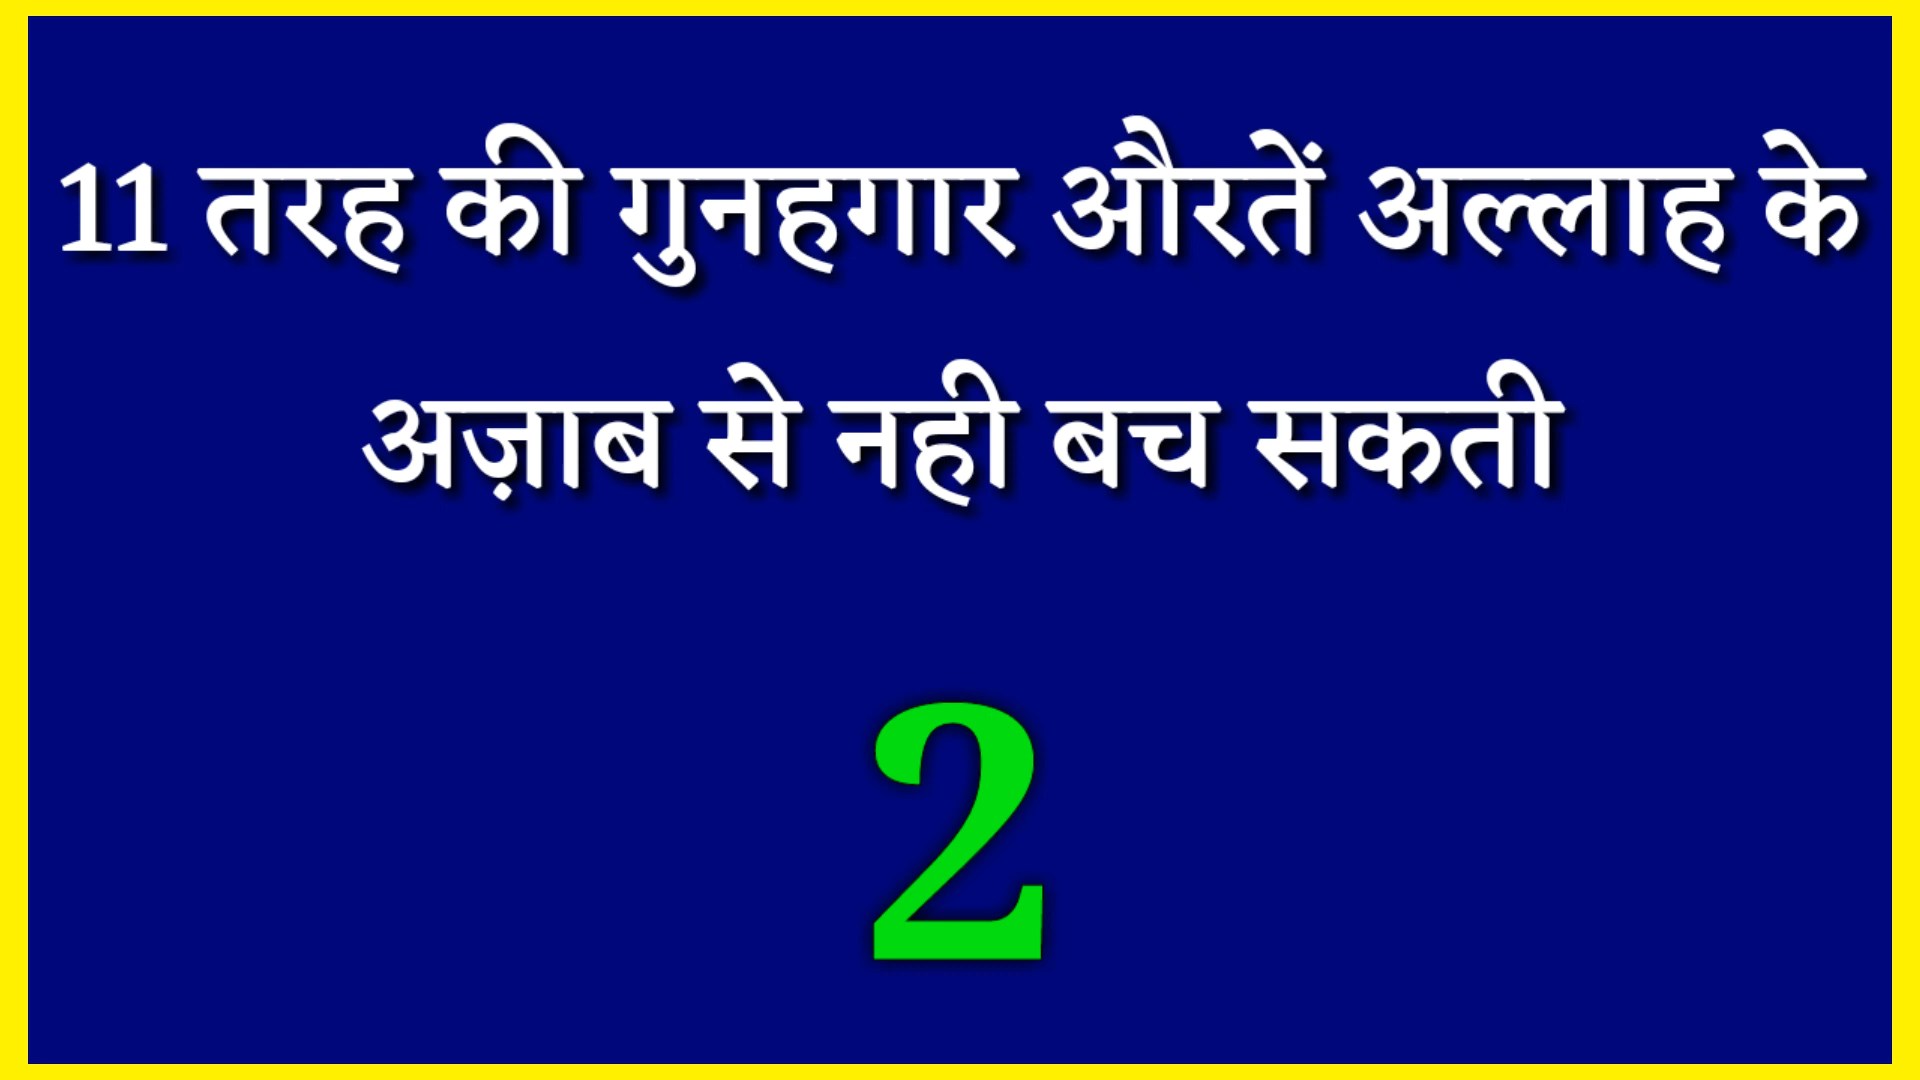 11 तरह की गुनहगार औरतें अल्लाह के
अज़ाब से नही बच सकती
2